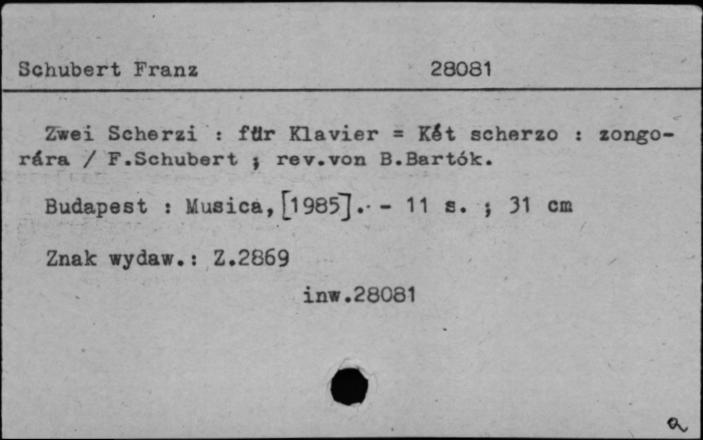 Schubert Franz 28081
Zwei Scherzi : für Klavier = Két scherzo : zongo-
rára / F.Schubert ; rev.von B.Bartók.
Budapest : Musica,[1985]. - 11 s. ; 31 cm
Znak wydaw.: Z.2869
inw.28081
a